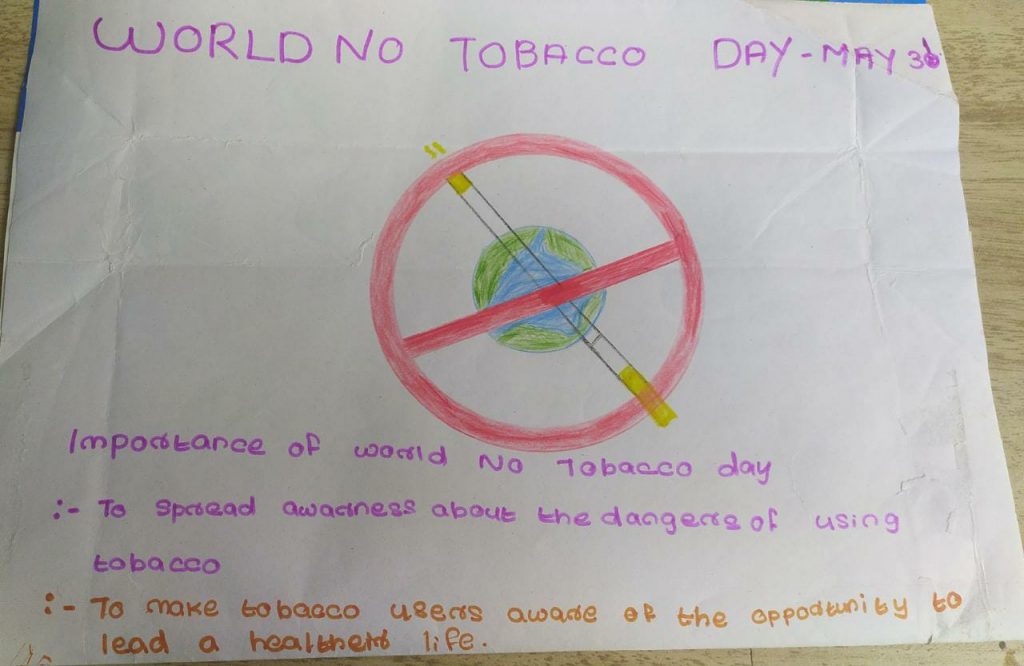 WORLD NO TOBACCO DAY - MAY 31
Importance of world No Tobacco day
:- To spread awarness about the dangers of using
tobacco
:- To make tobacco users aware of the opportunity to
lead a healther life.